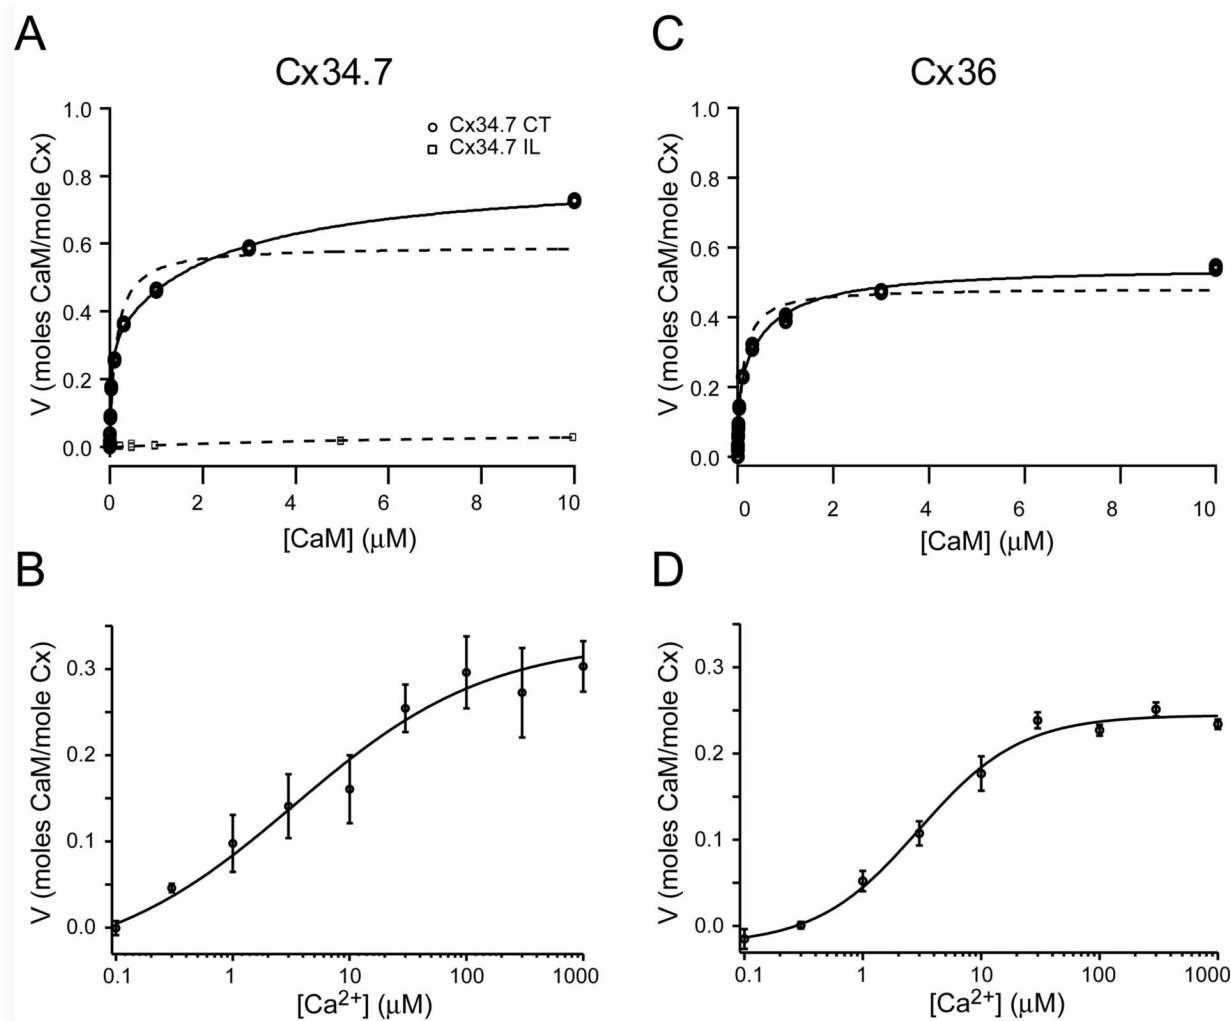 A
Cx34.7
V (moles CaM/mole Cx)
1.0
0.8
0.6
0.4
0.2
0.0
Cx34.7 CT
Cx34.7 IL
0 2 4 6 8 10
[CaM] (μM)
C
Cx36
V (moles CaM/mole Cx)
1.0
0.8
0.6
0.4
0.2
0.0
0 2 4 6 8 10
[CaM] (μM)
B
V (moles CaM/mole Cx)
0.3
0.2
0.1
0.0
0.1 1 10 100 1000
[Ca²⁺] (μM)
D
V (moles CaM/mole Cx)
0.3
0.2
0.1
0.0
0.1 1 10 100 1000
[Ca²⁺] (μM)